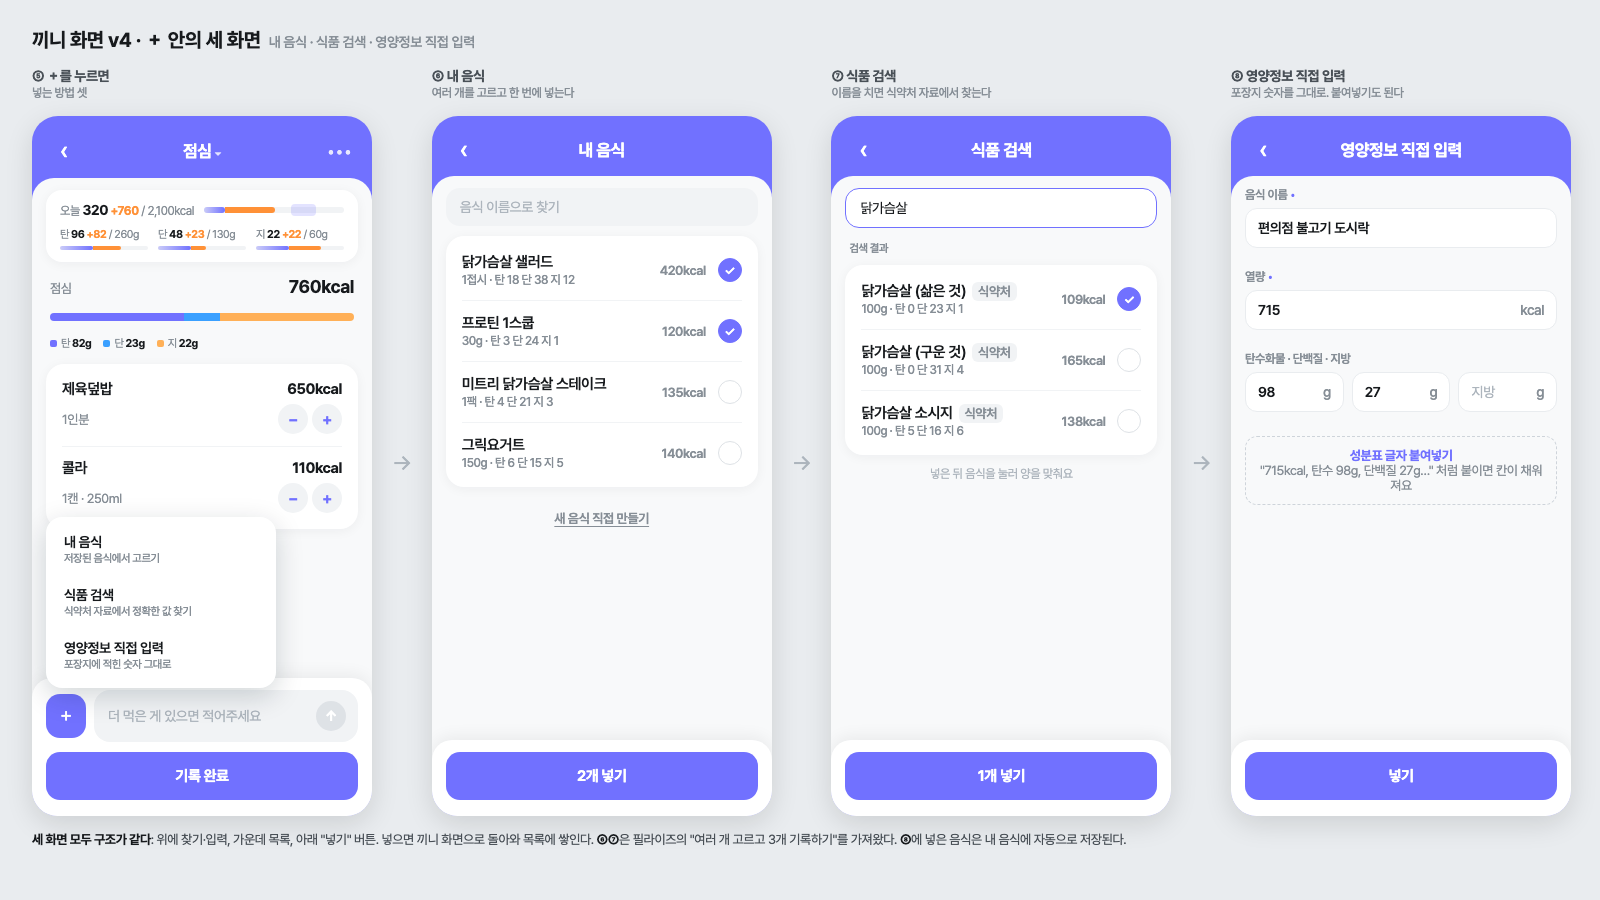 끼니 화면 v4 · + 안의 세 화면 내 음식 · 식품 검색 · 영양정보 직접 입력
⑤ + 를 누르면
넣는 방법 셋
‹ 점심 •••
오늘 320 +760 / 2,100kcal
탄 96 +82 / 260g 단 48 +23 / 130g 지 22 +22 / 60g
점심 760kcal
탄 82g 단 23g 지 22g
제육덮밥 650kcal
1인분 − +
콜라 110kcal
1캔 · 250ml − +
내 음식
저장된 음식에서 고르기
식품 검색
식약처 자료에서 정확한 값 찾기
영양정보 직접 입력
포장지에 적힌 숫자 그대로
+ 더 먹은 게 있으면 적어주세요 ↑
기록 완료
→
⑥ 내 음식
여러 개를 고르고 한 번에 넣는다
‹ 내 음식
음식 이름으로 찾기
닭가슴살 샐러드 420kcal
1접시 · 탄 18 단 38 지 12
프로틴 1스쿱 120kcal
30g · 탄 3 단 24 지 1
미트리 닭가슴살 스테이크 135kcal
1팩 · 탄 4 단 21 지 3
그릭요거트 140kcal
150g · 탄 6 단 15 지 5
새 음식 직접 만들기
2개 넣기
→
⑦ 식품 검색
이름을 치면 식약처 자료에서 찾는다
‹ 식품 검색
닭가슴살
검색 결과
닭가슴살 (삶은 것) 식약처 109kcal
100g · 탄 0 단 23 지 1
닭가슴살 (구운 것) 식약처 165kcal
100g · 탄 0 단 31 지 4
닭가슴살 소시지 식약처 138kcal
100g · 탄 5 단 16 지 6
넣은 뒤 음식을 눌러 양을 맞춰요
1개 넣기
→
⑧ 영양정보 직접 입력
포장지 숫자를 그대로. 붙여넣기도 된다
‹ 영양정보 직접 입력
음식 이름 •
편의점 불고기 도시락
열량 •
715 kcal
탄수화물 · 단백질 · 지방
98 g 27 g 지방 g
성분표 글자 붙여넣기
"715kcal, 탄수 98g, 단백질 27g…" 처럼 붙이면 칸이 채워
져요
넣기
세 화면 모두 구조가 같다: 위에 찾기·입력, 가운데 목록, 아래 "넣기" 버튼. 넣으면 끼니 화면으로 돌아와 목록에 쌓인다. ⑥⑦은 필라이즈의 "여러 개 고르고 3개 기록하기"를 가져왔다. ⑧에 넣은 음식은 내 음식에 자동으로 저장된다.